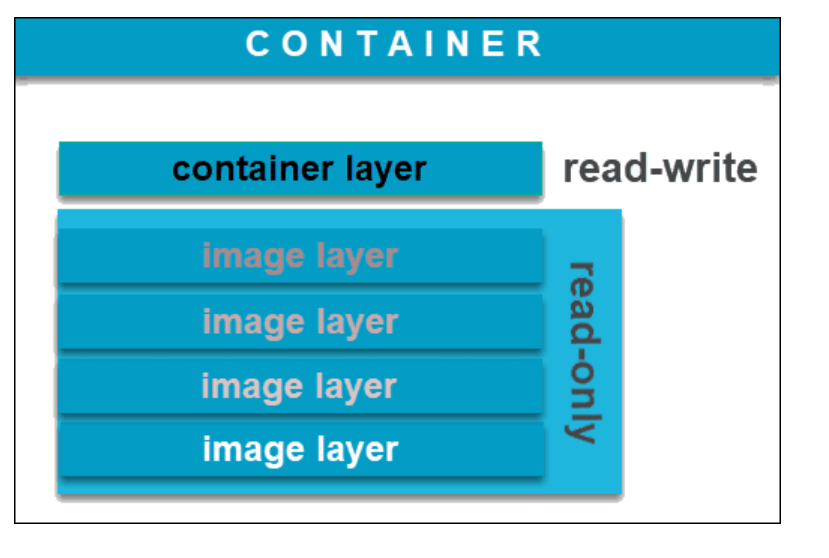 CONTAINER
container layer
read-write
image layer
image layer
image layer
image layer
read-only